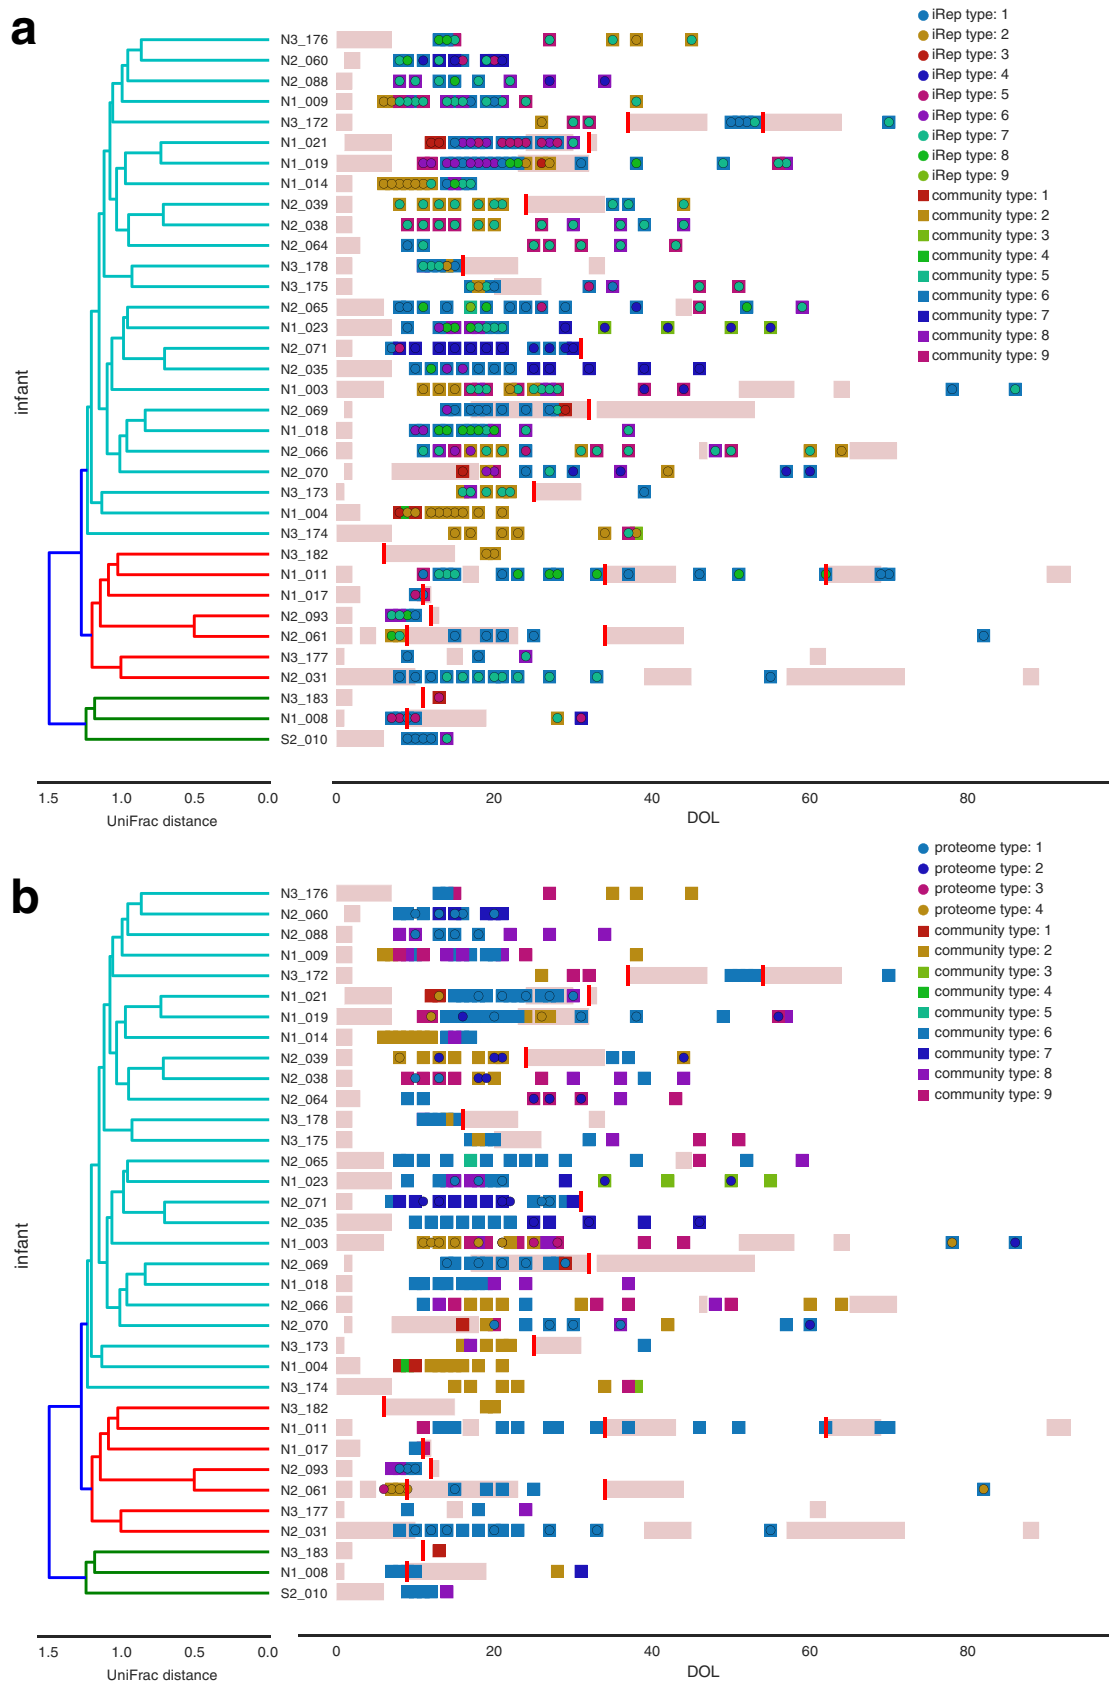 a
iRep type: 1
iRep type: 2
iRep type: 3
iRep type: 4
iRep type: 5
iRep type: 6
iRep type: 7
iRep type: 8
iRep type: 9
community type: 1
community type: 2
community type: 3
community type: 4
community type: 5
community type: 6
community type: 7
community type: 8
community type: 9
infant
N3_176
N2_060
N2_088
N1_009
N3_172
N1_021
N1_019
N1_014
N2_039
N2_038
N2_064
N3_178
N3_175
N2_065
N1_023
N2_071
N2_035
N1_003
N2_069
N1_018
N2_066
N2_070
N3_173
N1_004
N3_174
N3_182
N1_011
N1_017
N2_093
N2_061
N3_177
N2_031
N3_183
N1_008
S2_010
1.5 1.0 0.5 0.0 0 20 40 60 80
UniFrac distance DOL
b
proteome type: 1
proteome type: 2
proteome type: 3
proteome type: 4
community type: 1
community type: 2
community type: 3
community type: 4
community type: 5
community type: 6
community type: 7
community type: 8
community type: 9
infant
N3_176
N2_060
N2_088
N1_009
N3_172
N1_021
N1_019
N1_014
N2_039
N2_038
N2_064
N3_178
N3_175
N2_065
N1_023
N2_071
N2_035
N1_003
N2_069
N1_018
N2_066
N2_070
N3_173
N1_004
N3_174
N3_182
N1_011
N1_017
N2_093
N2_061
N3_177
N2_031
N3_183
N1_008
S2_010
1.5 1.0 0.5 0.0 0 20 40 60 80
UniFrac distance DOL